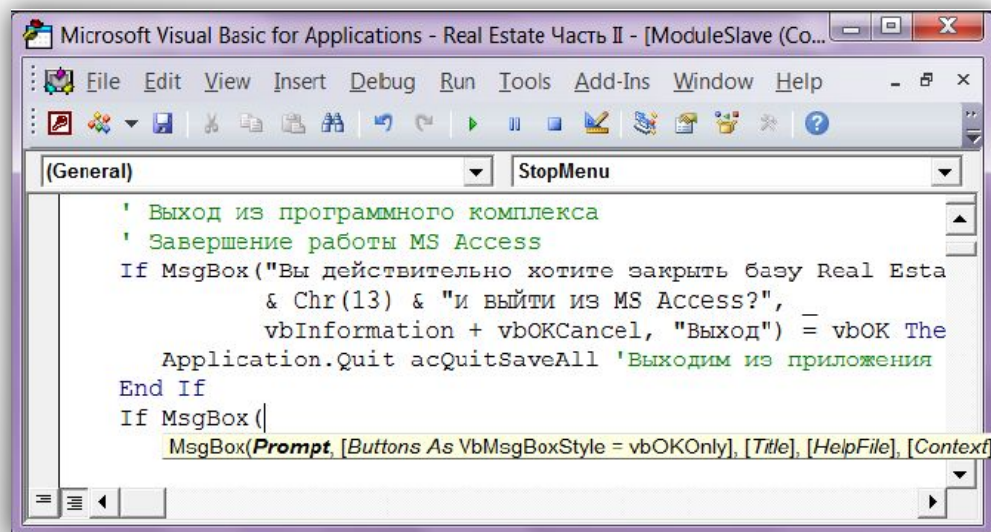 Microsoft Visual Basic for Applications - Real Estate Часть II - [ModuleSlave (Co...
File Edit View Insert Debug Run Tools Add-Ins Window Help
(General) StopMenu
' Выход из программного комплекса
' Завершение работы MS Access
If MsgBox("Вы действительно хотите закрыть базу Real Esta
& Chr(13) & "и выйти из MS Access?", _
vbInformation + vbOKCancel, "Выход") = vbOK The
Application.Quit acQuitSaveAll 'Выходим из приложения
End If
If MsgBox(
MsgBox(Prompt, [Buttons As VbMsgBoxStyle = vbOKOnly], [Title], [HelpFile], [Context]